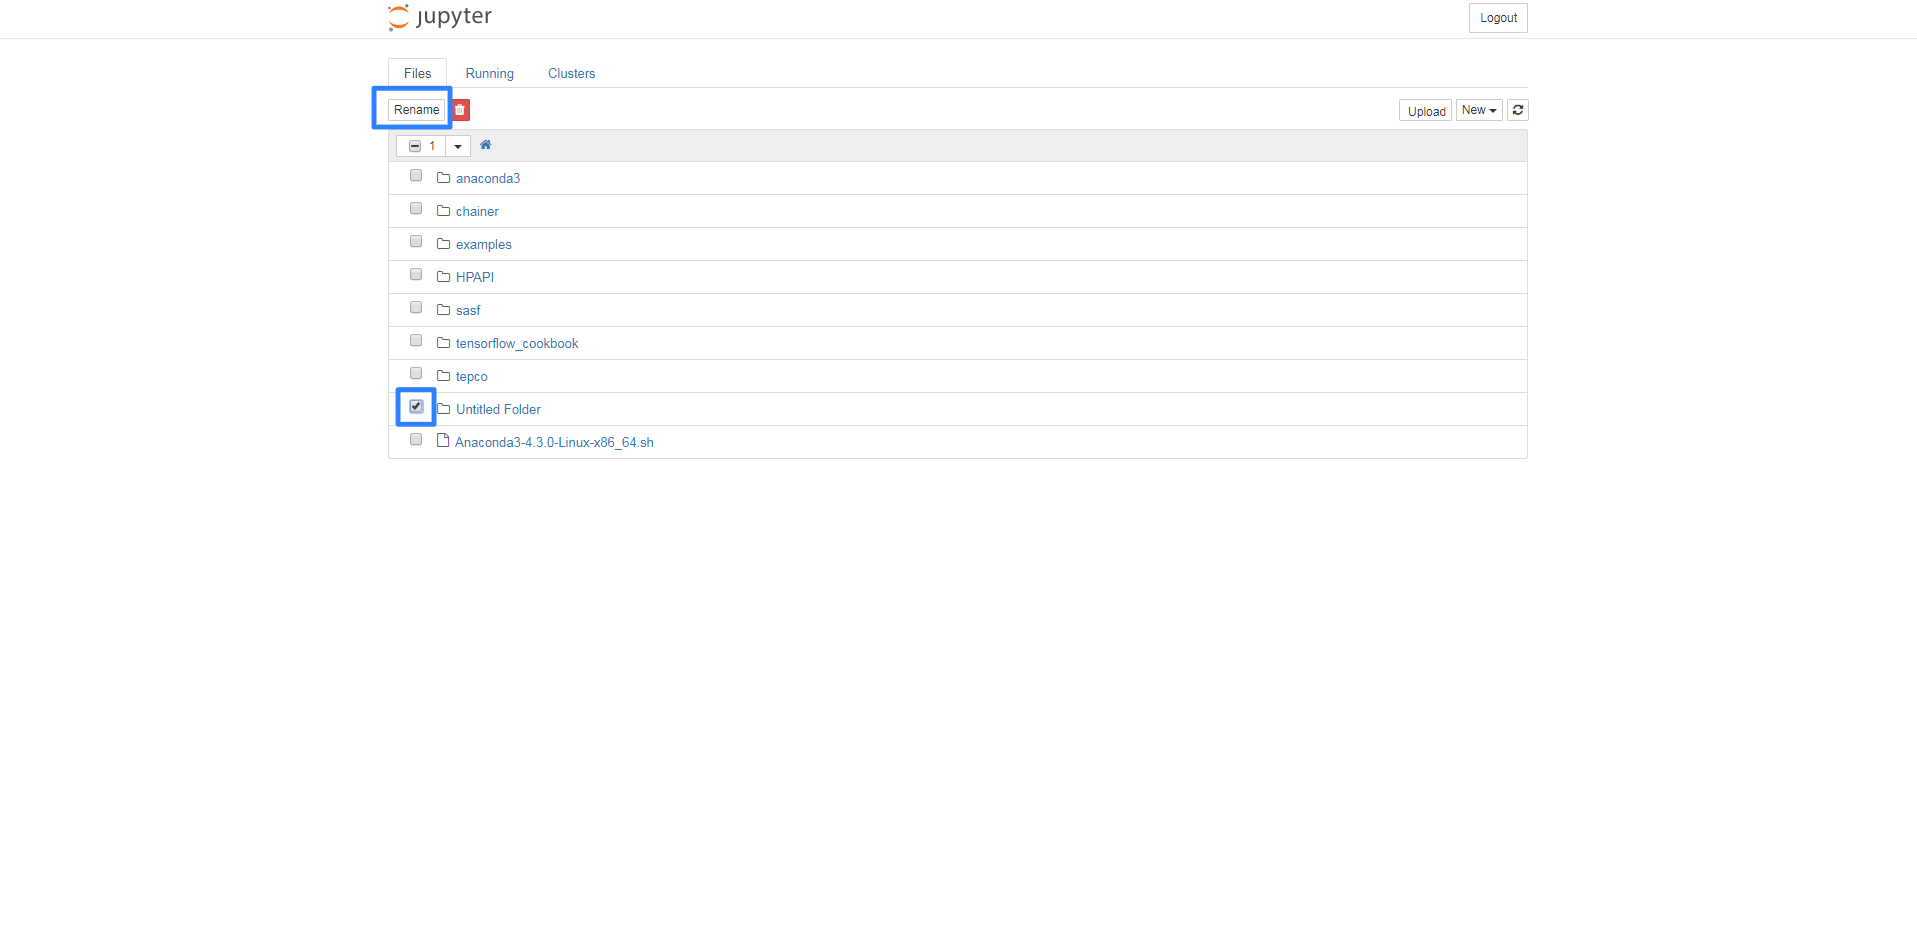 jupyter
Logout
Files Running Clusters
Rename
Upload New
1
anaconda3
chainer
examples
HPAPI
sasf
tensorflow_cookbook
tepco
Untitled Folder
Anaconda3-4.3.0-Linux-x86_64.sh